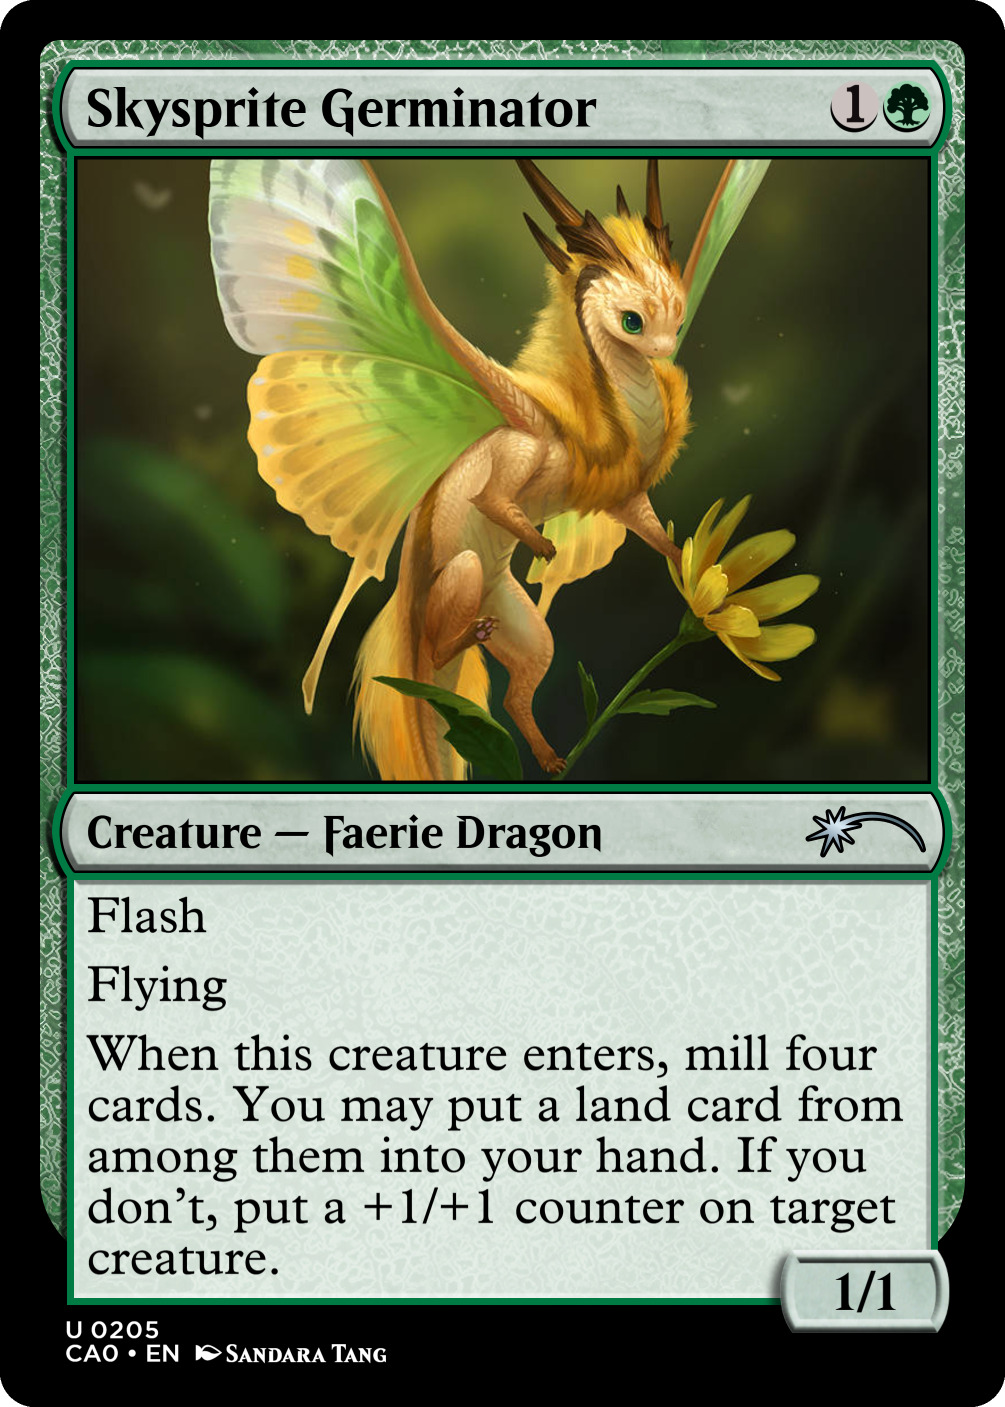 Skysprite Germinator 1
Creature — Faerie Dragon
Flash
Flying
When this creature enters, mill four
cards. You may put a land card from
among them into your hand. If you
don’t, put a +1/+1 counter on target
creature.
1/1
U 0205
CAO • EN Sandara Tang